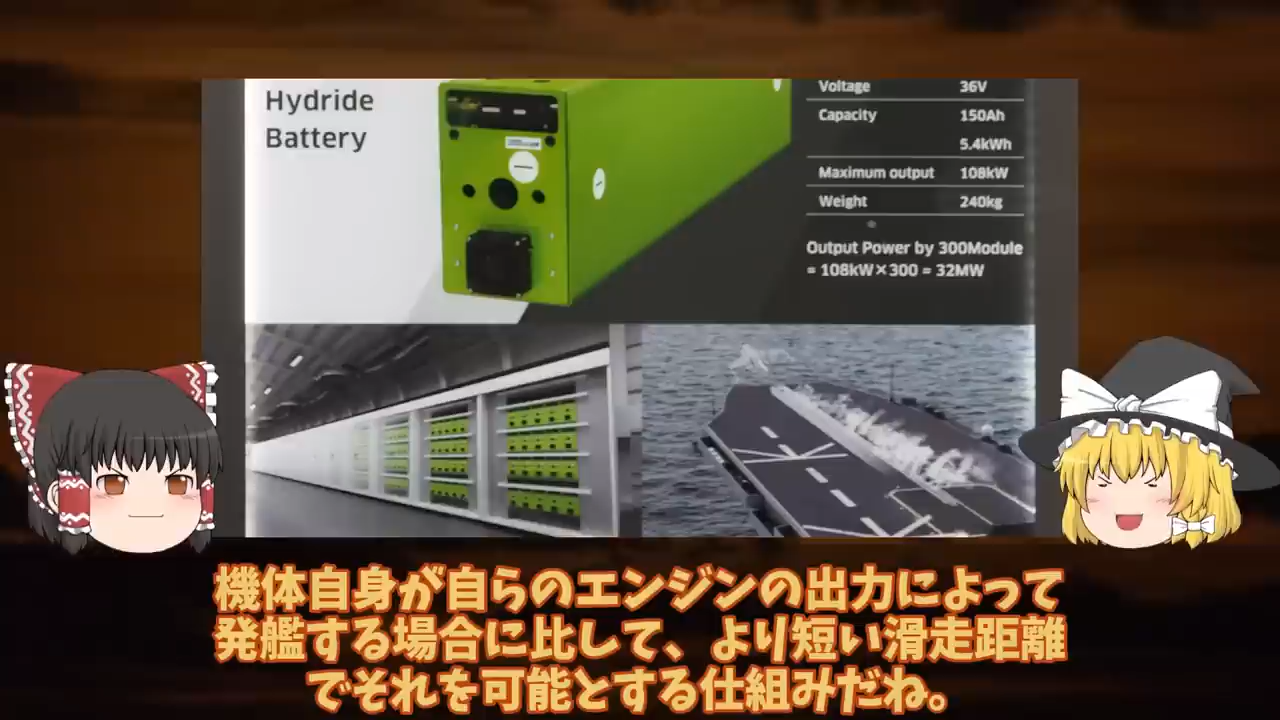 Hydride
Battery
Voltage 36V
Capacity 150Ah
5.4kWh
Maximum output 108kW
Weight 240kg
Output Power by 300Module
= 108kW×300 = 32MW
機体自身が自らのエンジンの出力によって
発艦する場合に比して、より短い滑走距離
でそれを可能とする仕組みだね。